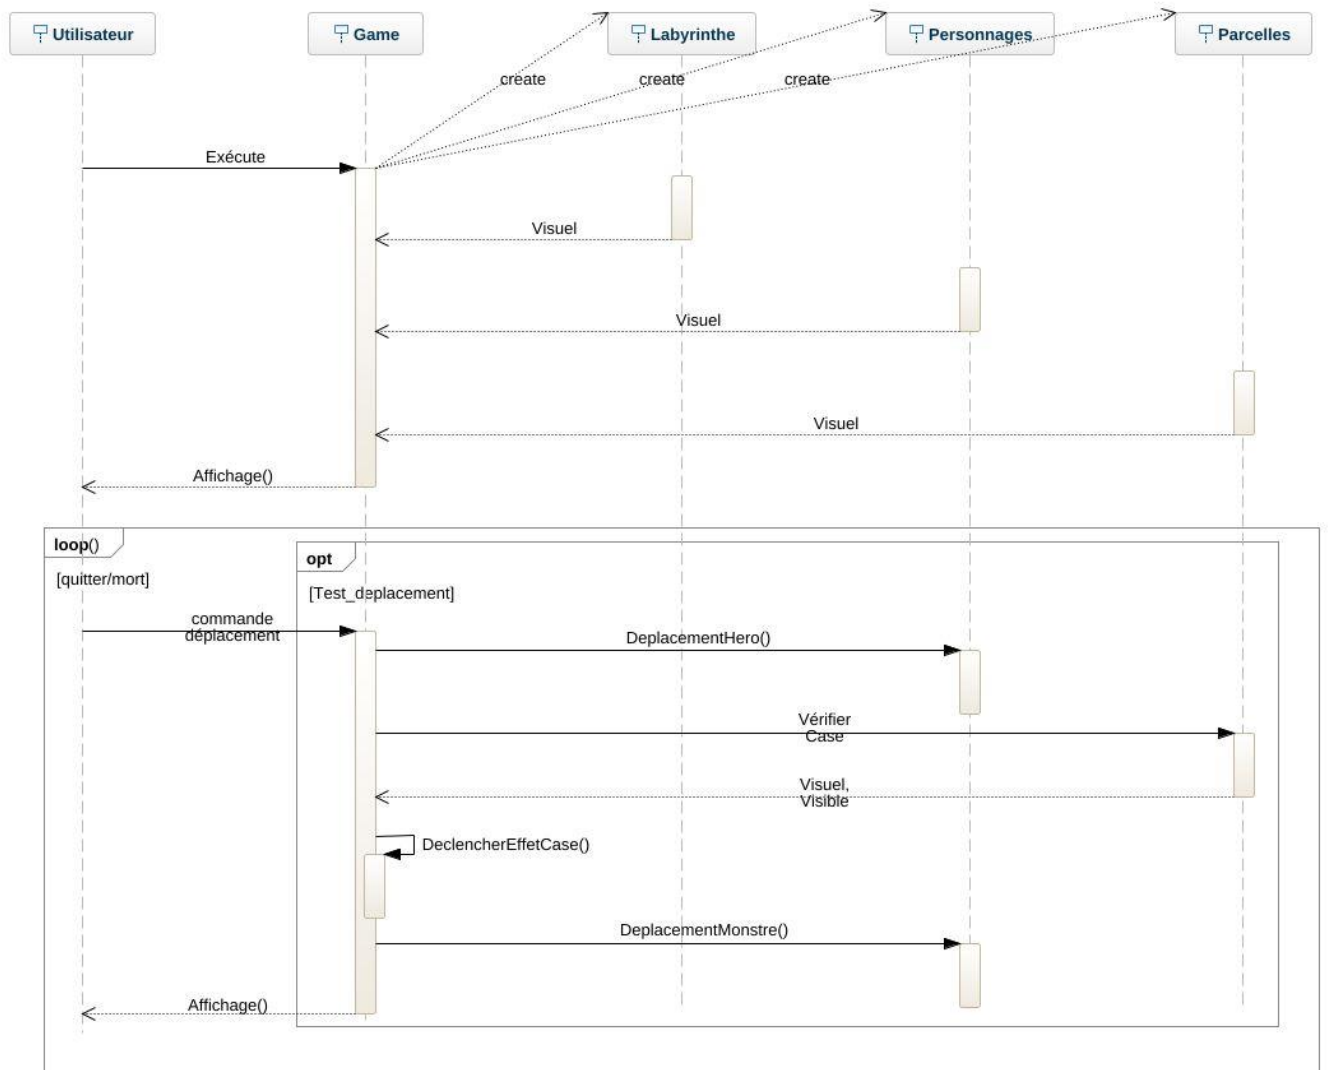 Utilisateur
Game
Labyrinthe
Personnages
Parcelles
create
create
create
Exécute
Visuel
Visuel
Visuel
Affichage()
loop()
opt
[quitter/mort]
[Test_deplacement]
commande
déplacement
DeplacementHero()
Vérifier
Case
Visuel,
Visible
DeclencherEffetCase()
DeplacementMonstre()
Affichage()